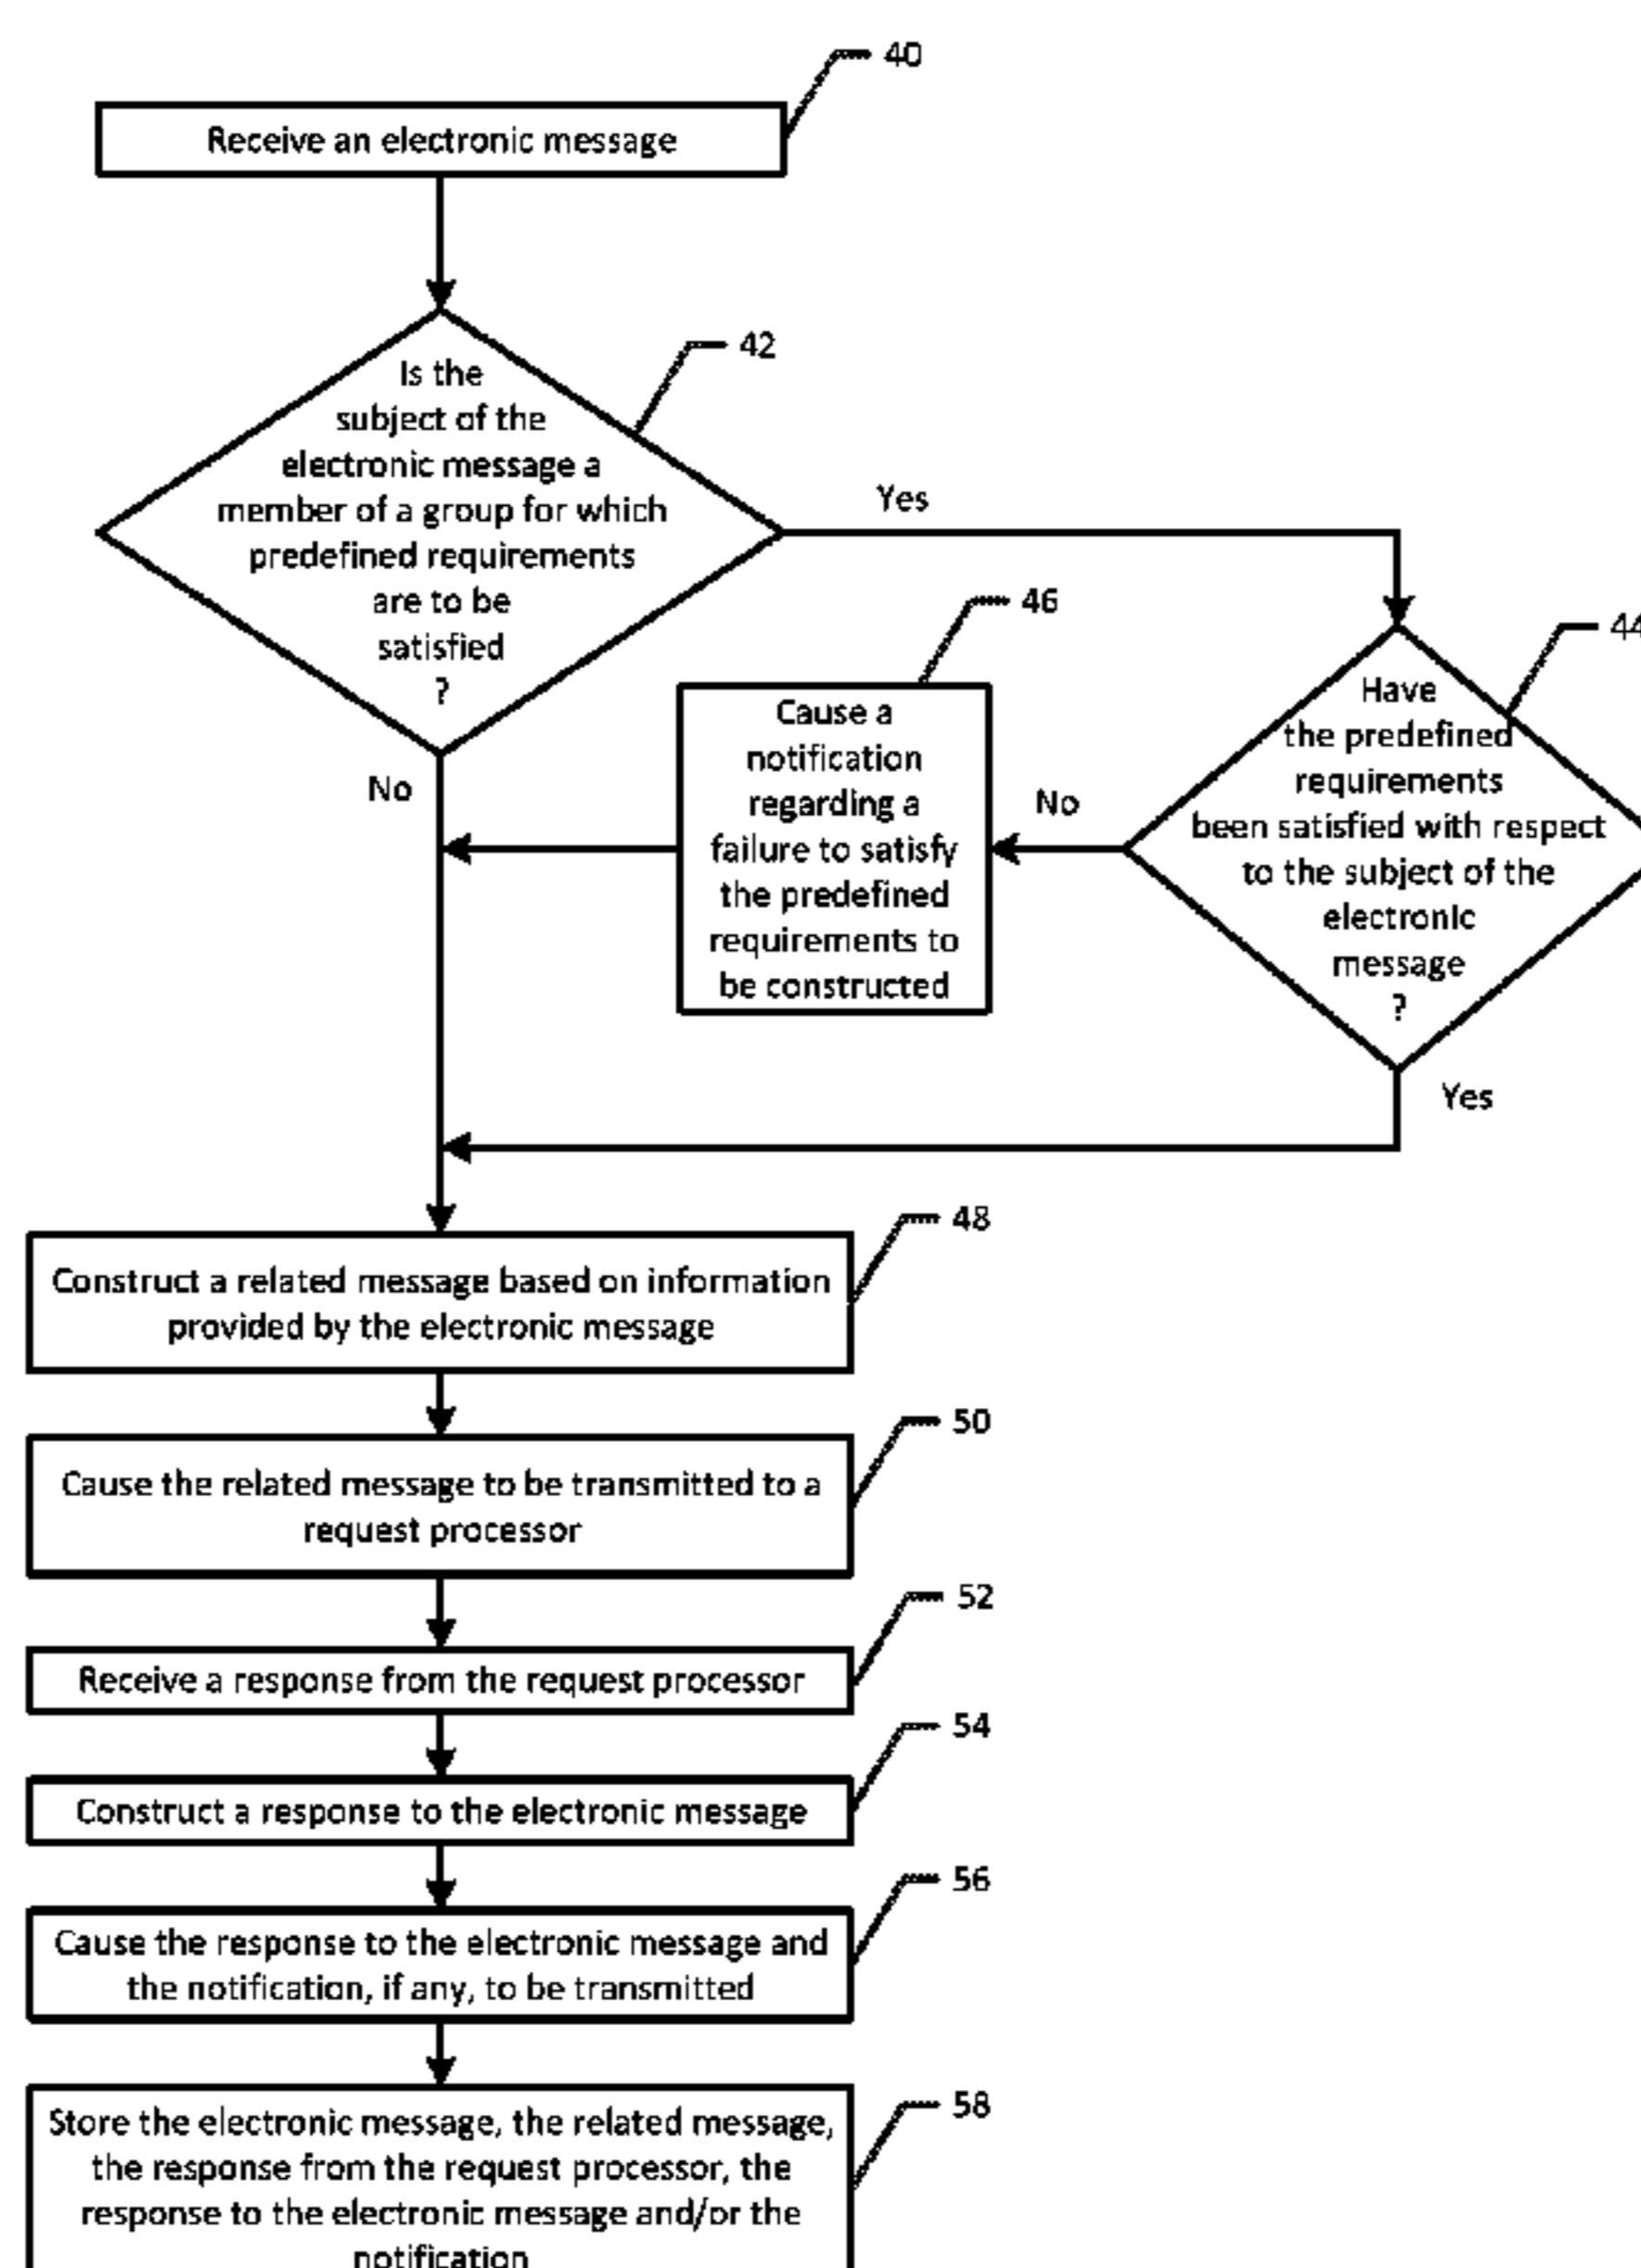 40
Receive an electronic message
42
Is the
subject of the
electronic message a
member of a group for which
predefined requirements
are to be
satisfied
?
Yes
No
46
Cause a
notification
regarding a
failure to satisfy
the predefined
requirements to
be constructed
No
44
Have
the predefined
requirements
been satisfied with respect
to the subject of the
electronic
message
?
Yes
48
Construct a related message based on information
provided by the electronic message
50
Cause the related message to be transmitted to a
request processor
52
Receive a response from the request processor
54
Construct a response to the electronic message
56
Cause the response to the electronic message and
the notification, if any, to be transmitted
58
Store the electronic message, the related message,
the response from the request processor, the
response to the electronic message and/or the
notification